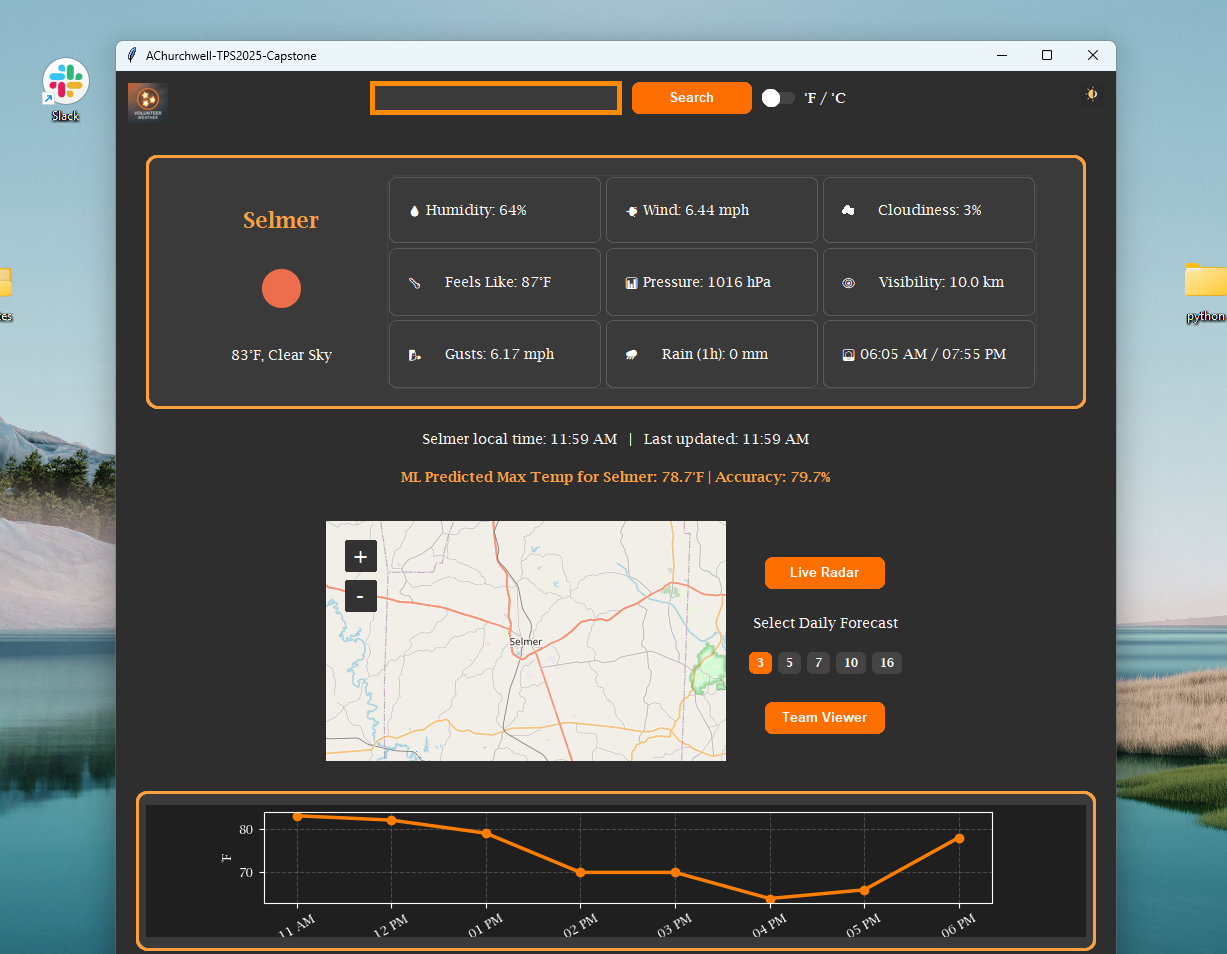 AChurchwell-TPS2025-Capstone
Slack
VOLUNTEER
WEATHER
Search
°F / °C
Selmer
83°F, Clear Sky
Humidity: 64%
Wind: 6.44 mph
Cloudiness: 3%
Feels Like: 87°F
Pressure: 1016 hPa
Visibility: 10.0 km
Gusts: 6.17 mph
Rain (1h): 0 mm
06:05 AM / 07:55 PM
python
Selmer local time: 11:59 AM | Last updated: 11:59 AM
ML Predicted Max Temp for Selmer: 78.7°F | Accuracy: 79.7%
+
-
Selmer
Live Radar
Select Daily Forecast
3 5 7 10 16
Team Viewer
80
°F
70
11 AM 12 PM 01 PM 02 PM 03 PM 04 PM 05 PM 06 PM